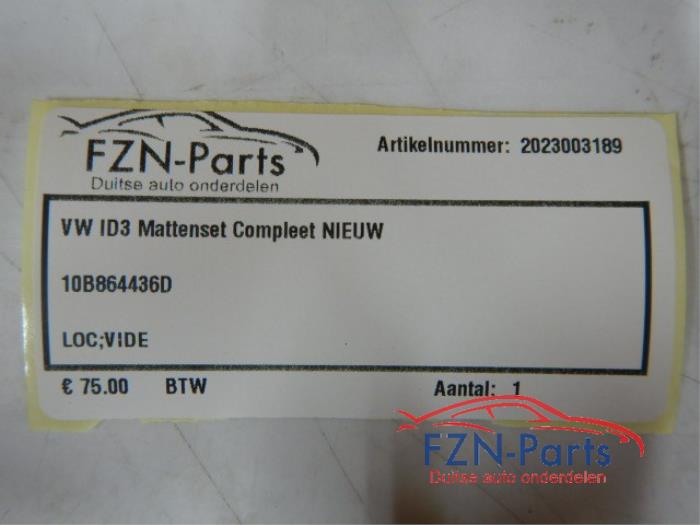 FZN-Parts
Duitse auto onderdelen
Artikelnummer: 2023003189
VW ID3 Mattenset Compleet NIEUW
10B864436D
LOC;VIDE
€ 75.00 BTW Aantal: 1
FZN-Parts
Duitse auto onderdelen